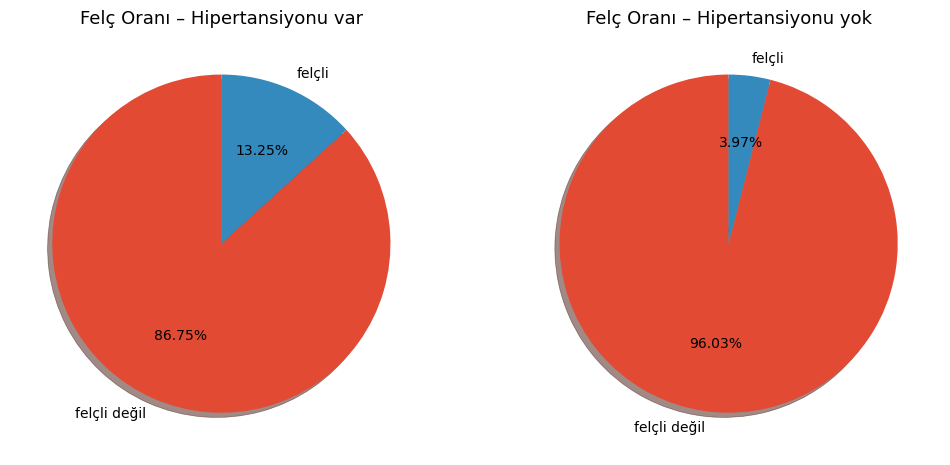 Felç Oranı – Hipertansiyonu var
felçli
13.25%
86.75%
felçli değil
Felç Oranı – Hipertansiyonu yok
felçli
3.97%
96.03%
felçli değil